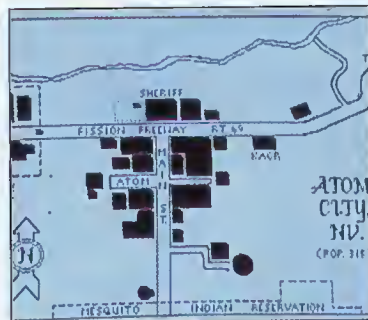 SHERIFF
FISSION FREEWAY RT.69
KACR
MAIN ST.
ATOM
ATOM
CITY,
NV.
N
MESQUITO INDIAN RESERVATION